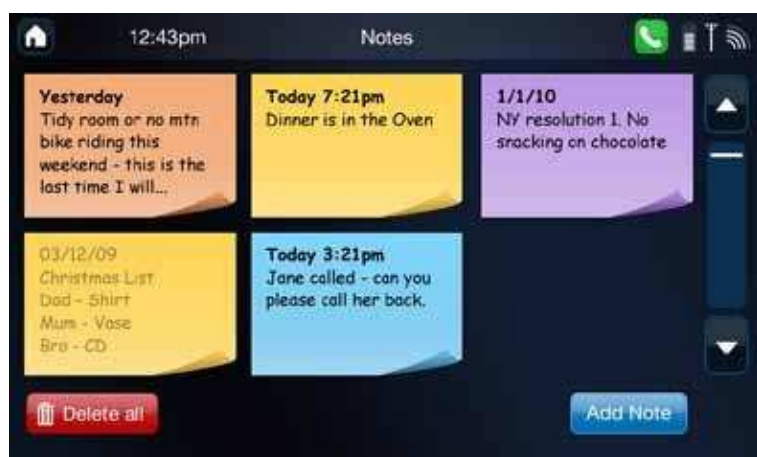 12:43pm
Notes
Yesterday
Tidy room or no mtn
bike riding this
weekend - this is the
last time I will...
Today 7:21pm
Dinner is in the Oven
1/1/10
NY resolution 1. No
snacking on chocolate
03/12/09
Christmas List
Dad - Shirt
Mum - Vase
Bro - CD
Today 3:21pm
Jane called - can you
please call her back.
Delete all
Add Note